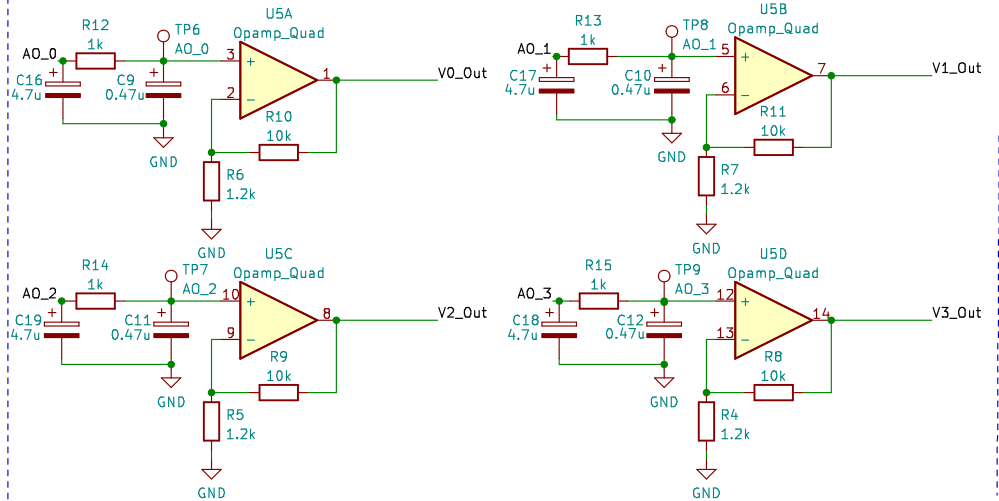 U5A
Opamp_Quad
R12
1k
TP6
AO_0
AO_0
3
+
1
V0_Out
2
−
+
C16
4.7u
+
C9
0.47u
R10
10k
GND
R6
1.2k
GND
U5B
Opamp_Quad
R13
1k
TP8
AO_1
AO_1
5
+
7
V1_Out
6
−
+
C17
4.7u
+
C10
0.47u
R11
10k
GND
R7
1.2k
GND
U5C
Opamp_Quad
R14
1k
TP7
AO_2
AO_2
10
+
8
V2_Out
9
−
+
C19
4.7u
+
C11
0.47u
R9
10k
GND
R5
1.2k
GND
U5D
Opamp_Quad
R15
1k
TP9
AO_3
AO_3
12
+
14
V3_Out
13
−
+
C18
4.7u
+
C12
0.47u
R8
10k
GND
R4
1.2k
GND